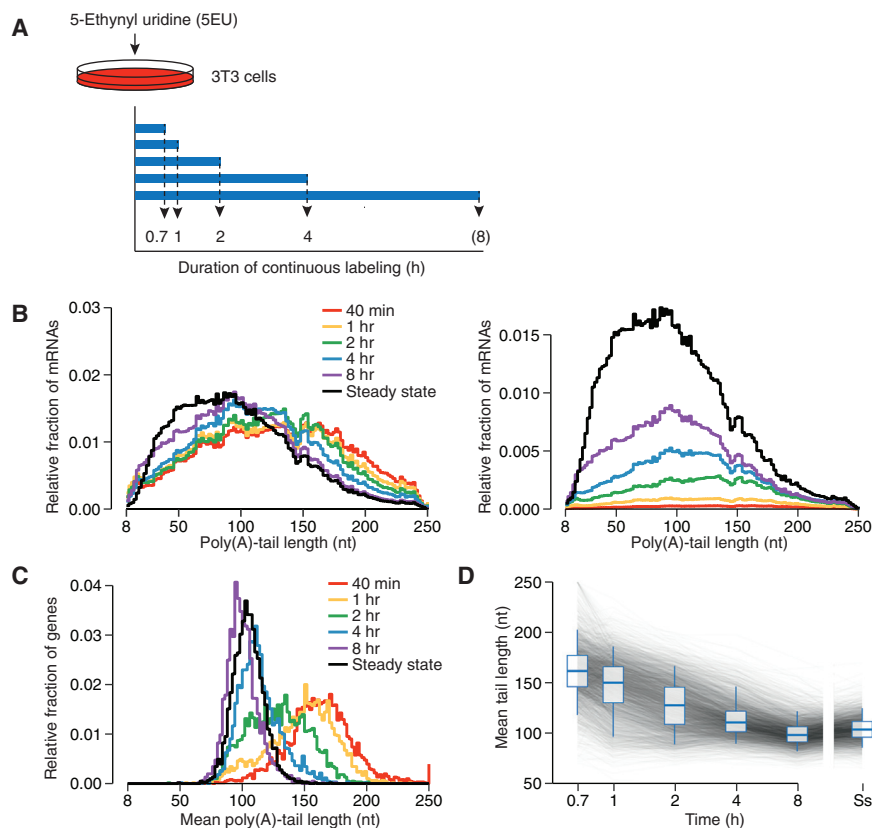 A
5-Ethynyl uridine (5EU)
3T3 cells
0.7 1 2 4 (8)
Duration of continuous labeling (h)
B
Relative fraction of mRNAs
0.03
0.02
0.01
0.00
8 50 100 150 200 250
Poly(A)-tail length (nt)
40 min
1 hr
2 hr
4 hr
8 hr
Steady state
Relative fraction of mRNAs
0.015
0.010
0.005
0.000
8 50 100 150 200 250
Poly(A)-tail length (nt)
C
Relative fraction of genes
0.04
0.03
0.02
0.01
0.00
8 50 100 150 200 250
Mean poly(A)-tail length (nt)
40 min
1 hr
2 hr
4 hr
8 hr
Steady state
D
Mean tail length (nt)
250
200
150
100
50
0.7 1 2 4 8 Ss
Time (h)